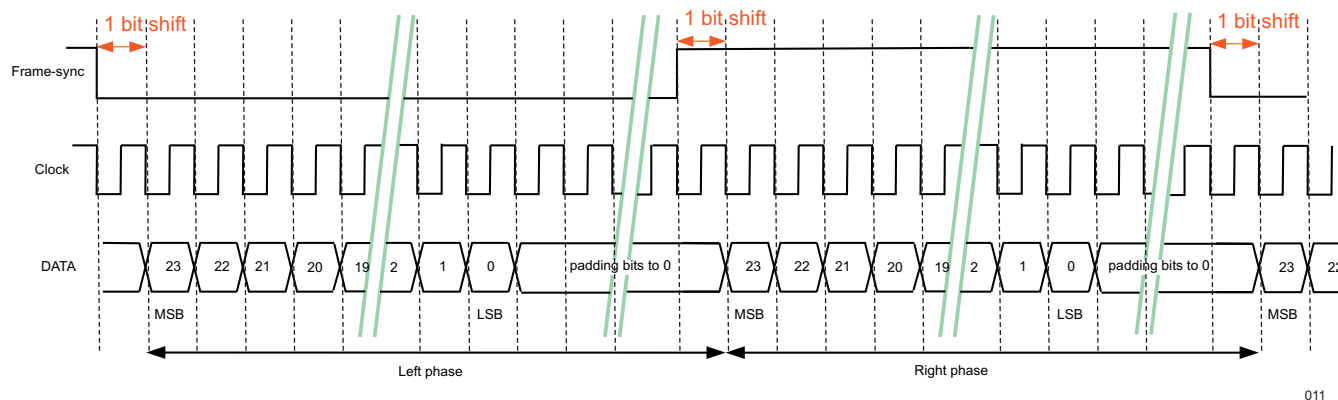 1 bit shift
1 bit shift
1 bit shift
Frame-sync
Clock
DATA
23 22 21 20 19 2 1 0 padding bits to 0 23 22 21 20 19 2 1 0 padding bits to 0 23 22
MSB LSB MSB LSB MSB
Left phase Right phase
011